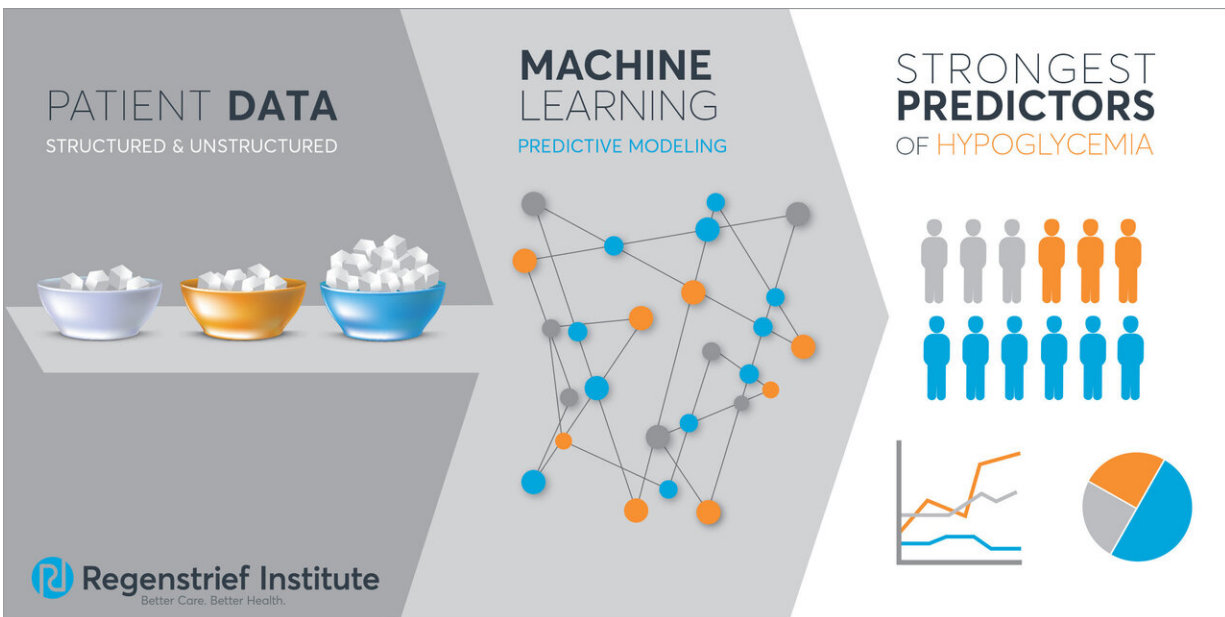 PATIENT DATA
STRUCTURED & UNSTRUCTURED
MACHINE
LEARNING
PREDICTIVE MODELING
STRONGEST
PREDICTORS
OF HYPOGLYCEMIA
Regenstrief Institute
Better Care. Better Health.